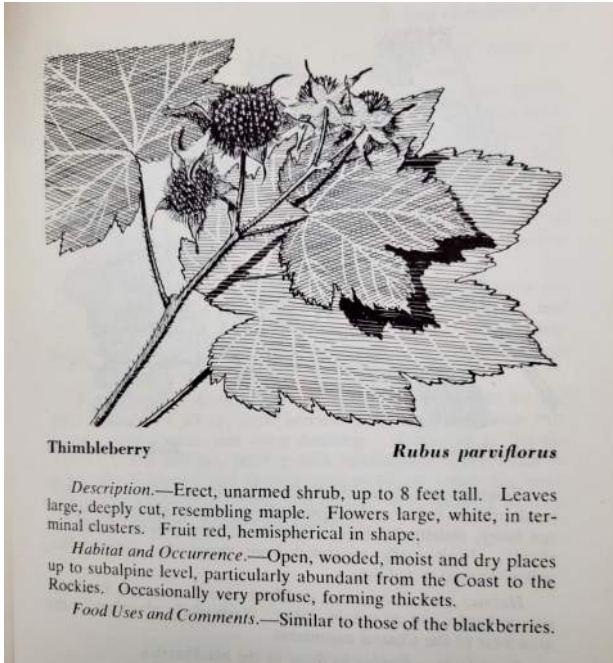 Thimbleberry Rubus parviflorus
Description.—Erect, unarmed shrub, up to 8 feet tall. Leaves
large, deeply cut, resembling maple. Flowers large, white, in ter-
minal clusters. Fruit red, hemispherical in shape.
Habitat and Occurrence.—Open, wooded, moist and dry places
up to subalpine level, particularly abundant from the Coast to the
Rockies. Occasionally very profuse, forming thickets.
Food Uses and Comments.—Similar to those of the blackberries.